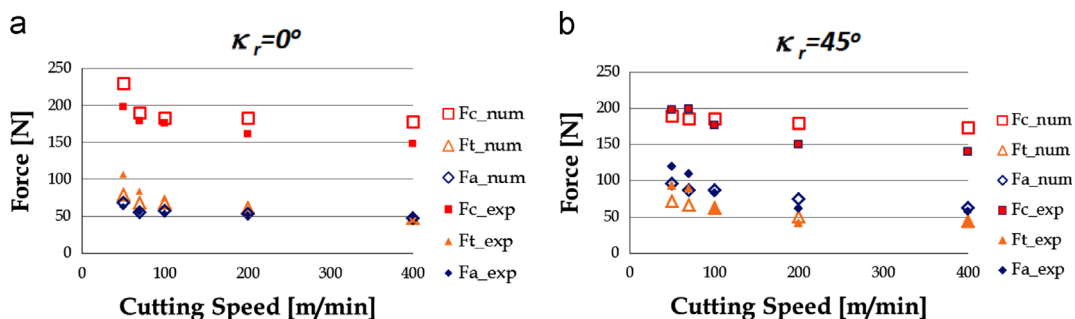 a
κ r=0°
250
200
150
100
50
0
0 100 200 300 400
Force [N]
Cutting Speed [m/min]
Fc_num
Ft_num
Fa_num
Fc_exp
Ft_exp
Fa_exp
b
κ r=45°
250
200
150
100
50
0
0 100 200 300 400
Force [N]
Cutting Speed [m/min]
Fc_num
Ft_num
Fa_num
Fc_exp
Ft_exp
Fa_exp